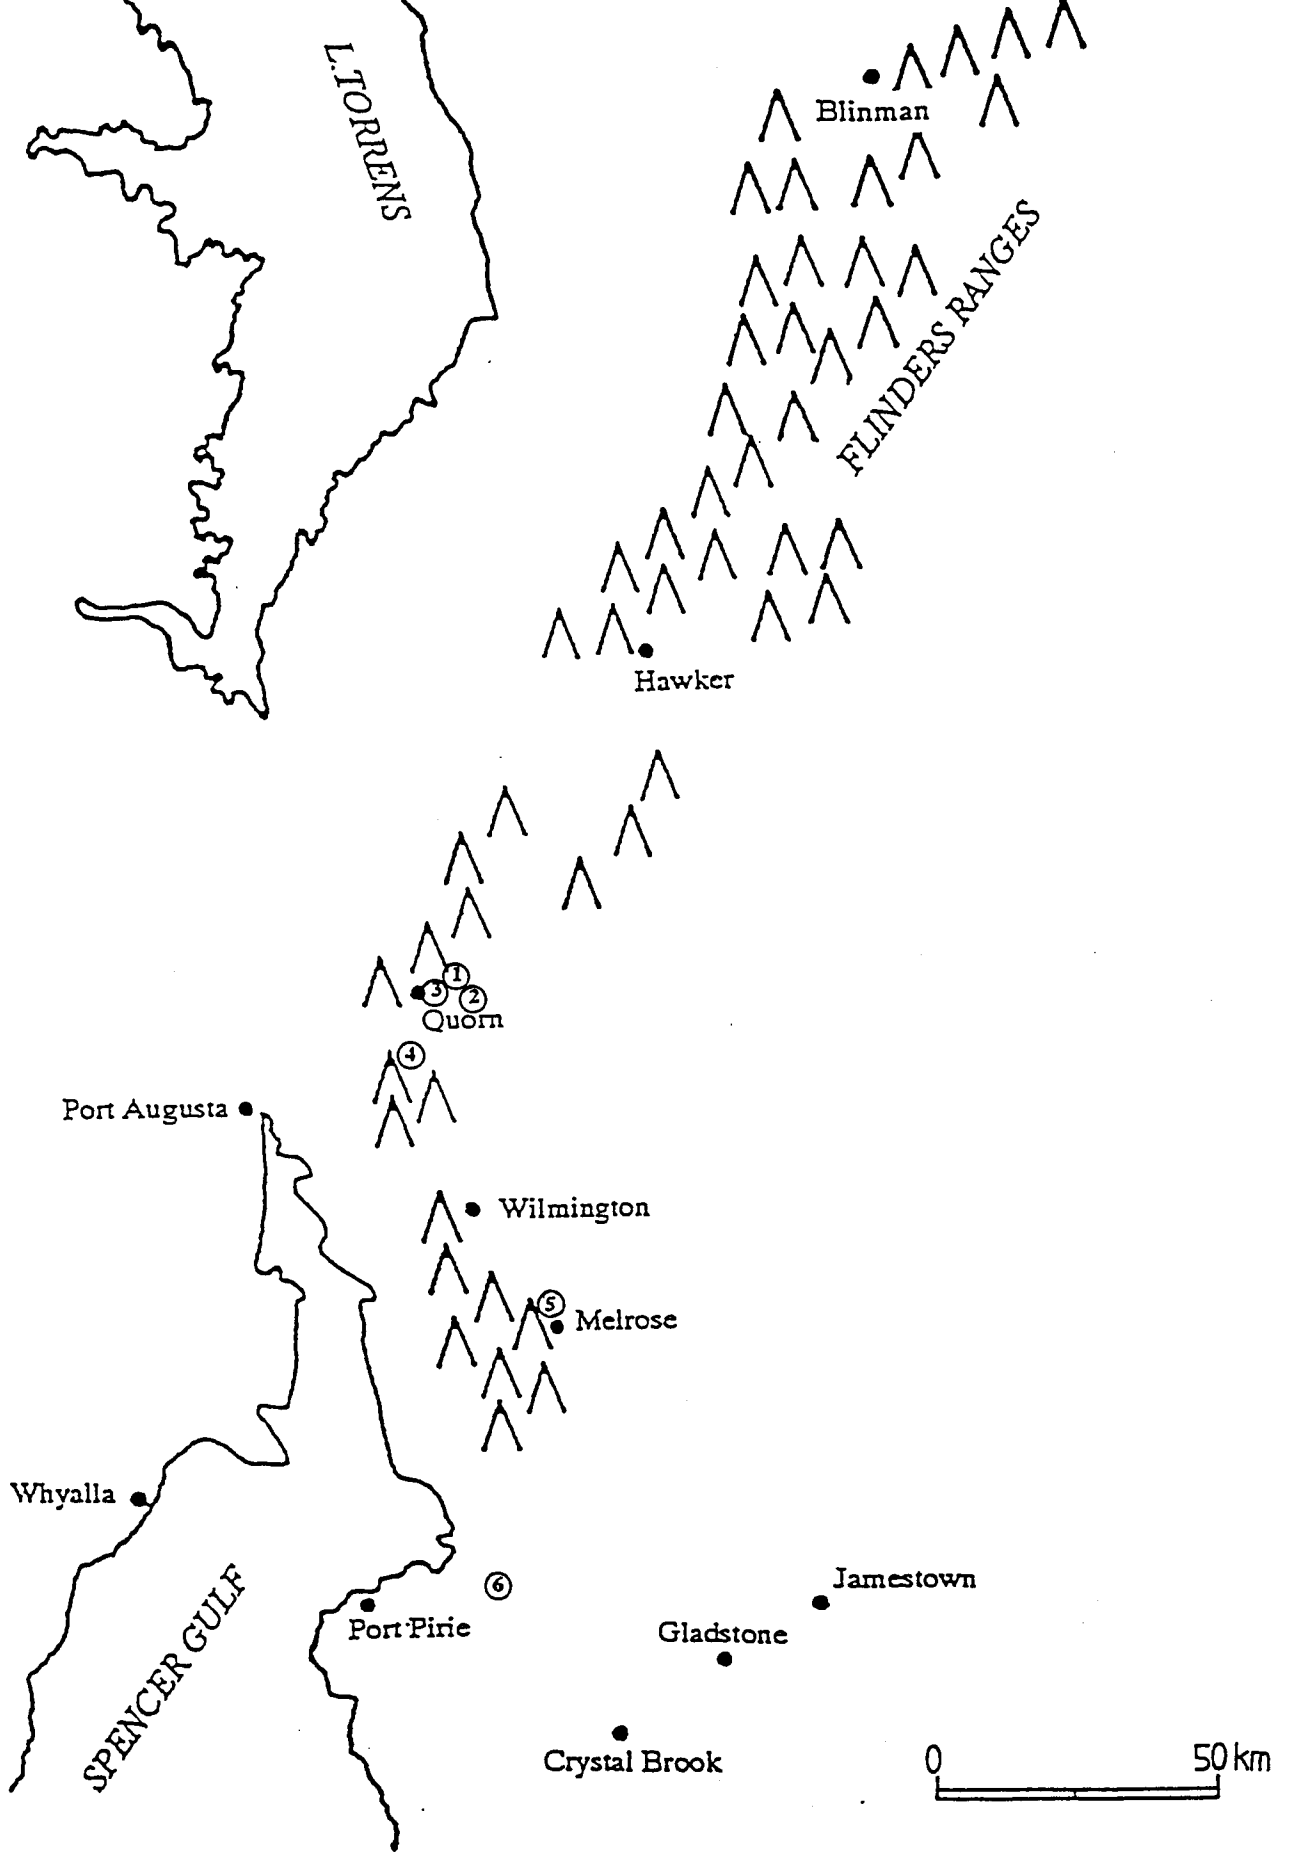 L. TORRENS
Blinman
FLINDERS RANGES
Hawker
1
3
2
Quorn
4
Port Augusta
Wilmington
5
Melrose
Whyalla
SPENCER GULF
6
Port Pirie
Jamestown
Gladstone
Crystal Brook
0 50 km